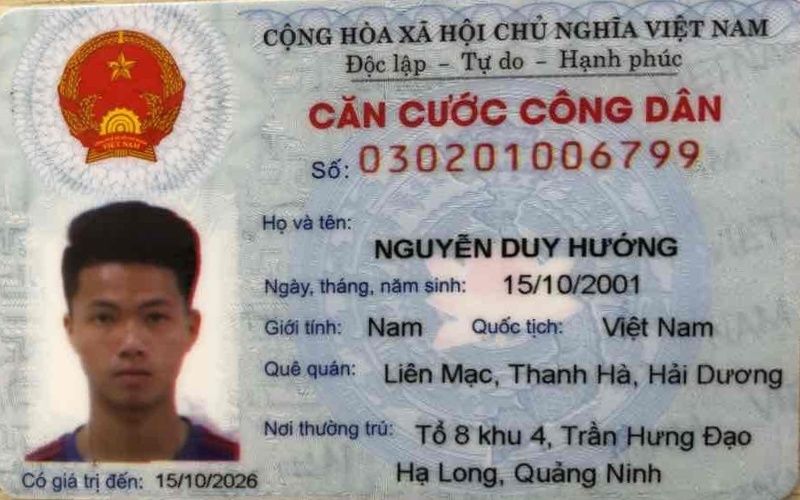 CỘNG HÒA XÃ HỘI CHỦ NGHĨA VIỆT NAM
Độc lập - Tự do - Hạnh phúc
CĂN CƯỚC CÔNG DÂN
Số: 030201006799
Họ và tên:
NGUYỄN DUY HƯỚNG
Ngày, tháng, năm sinh: 15/10/2001
Giới tính: Nam Quốc tịch: Việt Nam
Quê quán: Liên Mạc, Thanh Hà, Hải Dương
Nơi thường trú: Tổ 8 khu 4, Trần Hưng Đạo
Hạ Long, Quảng Ninh
Có giá trị đến: 15/10/2026
VIỆT NAM